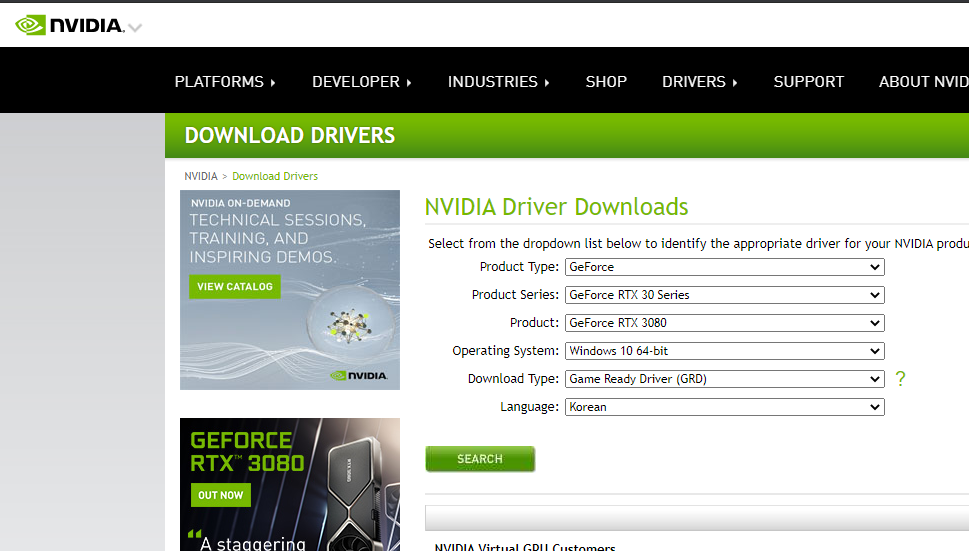 NVIDIA
PLATFORMS DEVELOPER INDUSTRIES SHOP DRIVERS SUPPORT ABOUT NVID
DOWNLOAD DRIVERS
NVIDIA > Download Drivers
NVIDIA ON-DEMAND
TECHNICAL SESSIONS,
TRAINING, AND
INSPIRING DEMOS.
VIEW CATALOG
NVIDIA.
GEFORCE
RTX™ 3080
OUT NOW
RTX 3080
“A staggering
NVIDIA Driver Downloads
Select from the dropdown list below to identify the appropriate driver for your NVIDIA produ
Product Type: GeForce
Product Series: GeForce RTX 30 Series
Product: GeForce RTX 3080
Operating System: Windows 10 64-bit
Download Type: Game Ready Driver (GRD) ?
Language: Korean
SEARCH
NVIDIA Virtual GPU Customers